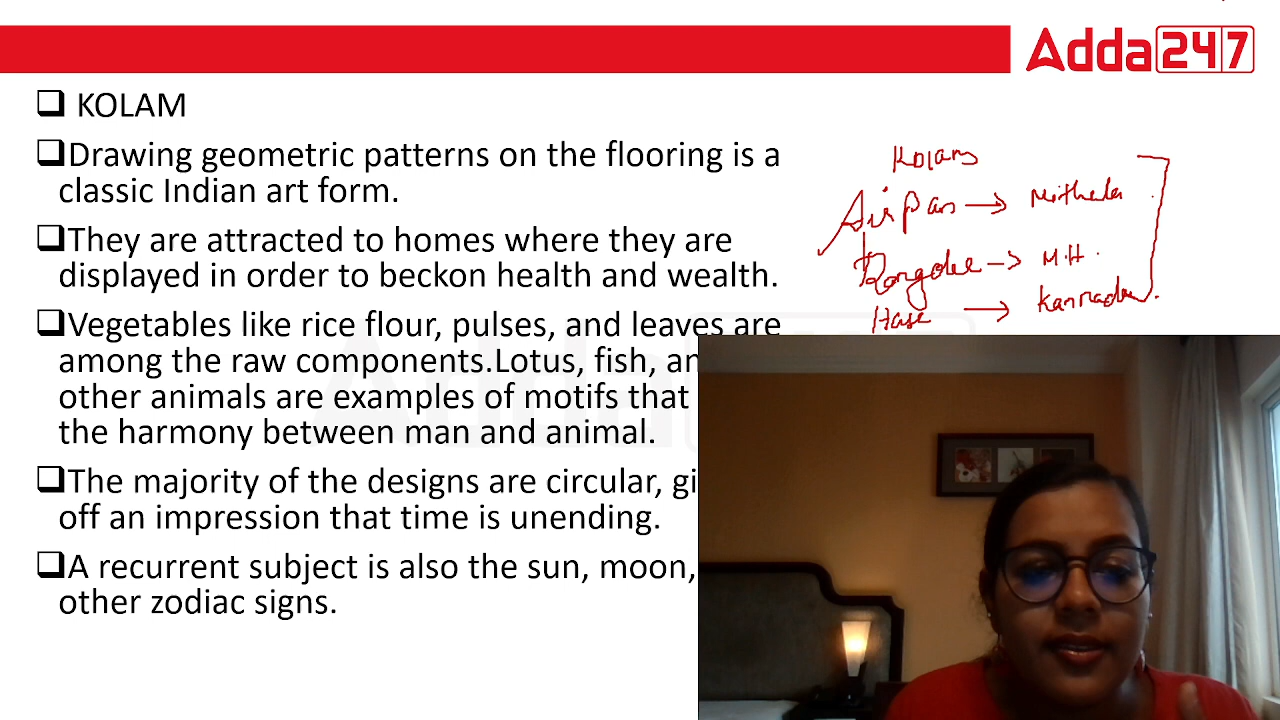 Adda247
KOLAM
Drawing geometric patterns on the flooring is a
classic Indian art form.
They are attracted to homes where they are
displayed in order to beckon health and wealth.
Vegetables like rice flour, pulses, and leaves are
among the raw components.Lotus, fish, an
other animals are examples of motifs that
the harmony between man and animal.
The majority of the designs are circular, gi
off an impression that time is unending.
A recurrent subject is also the sun, moon,
other zodiac signs.
Kolam
Airpan → Mithila
Rangolee → M.H.
Hase → Kannada